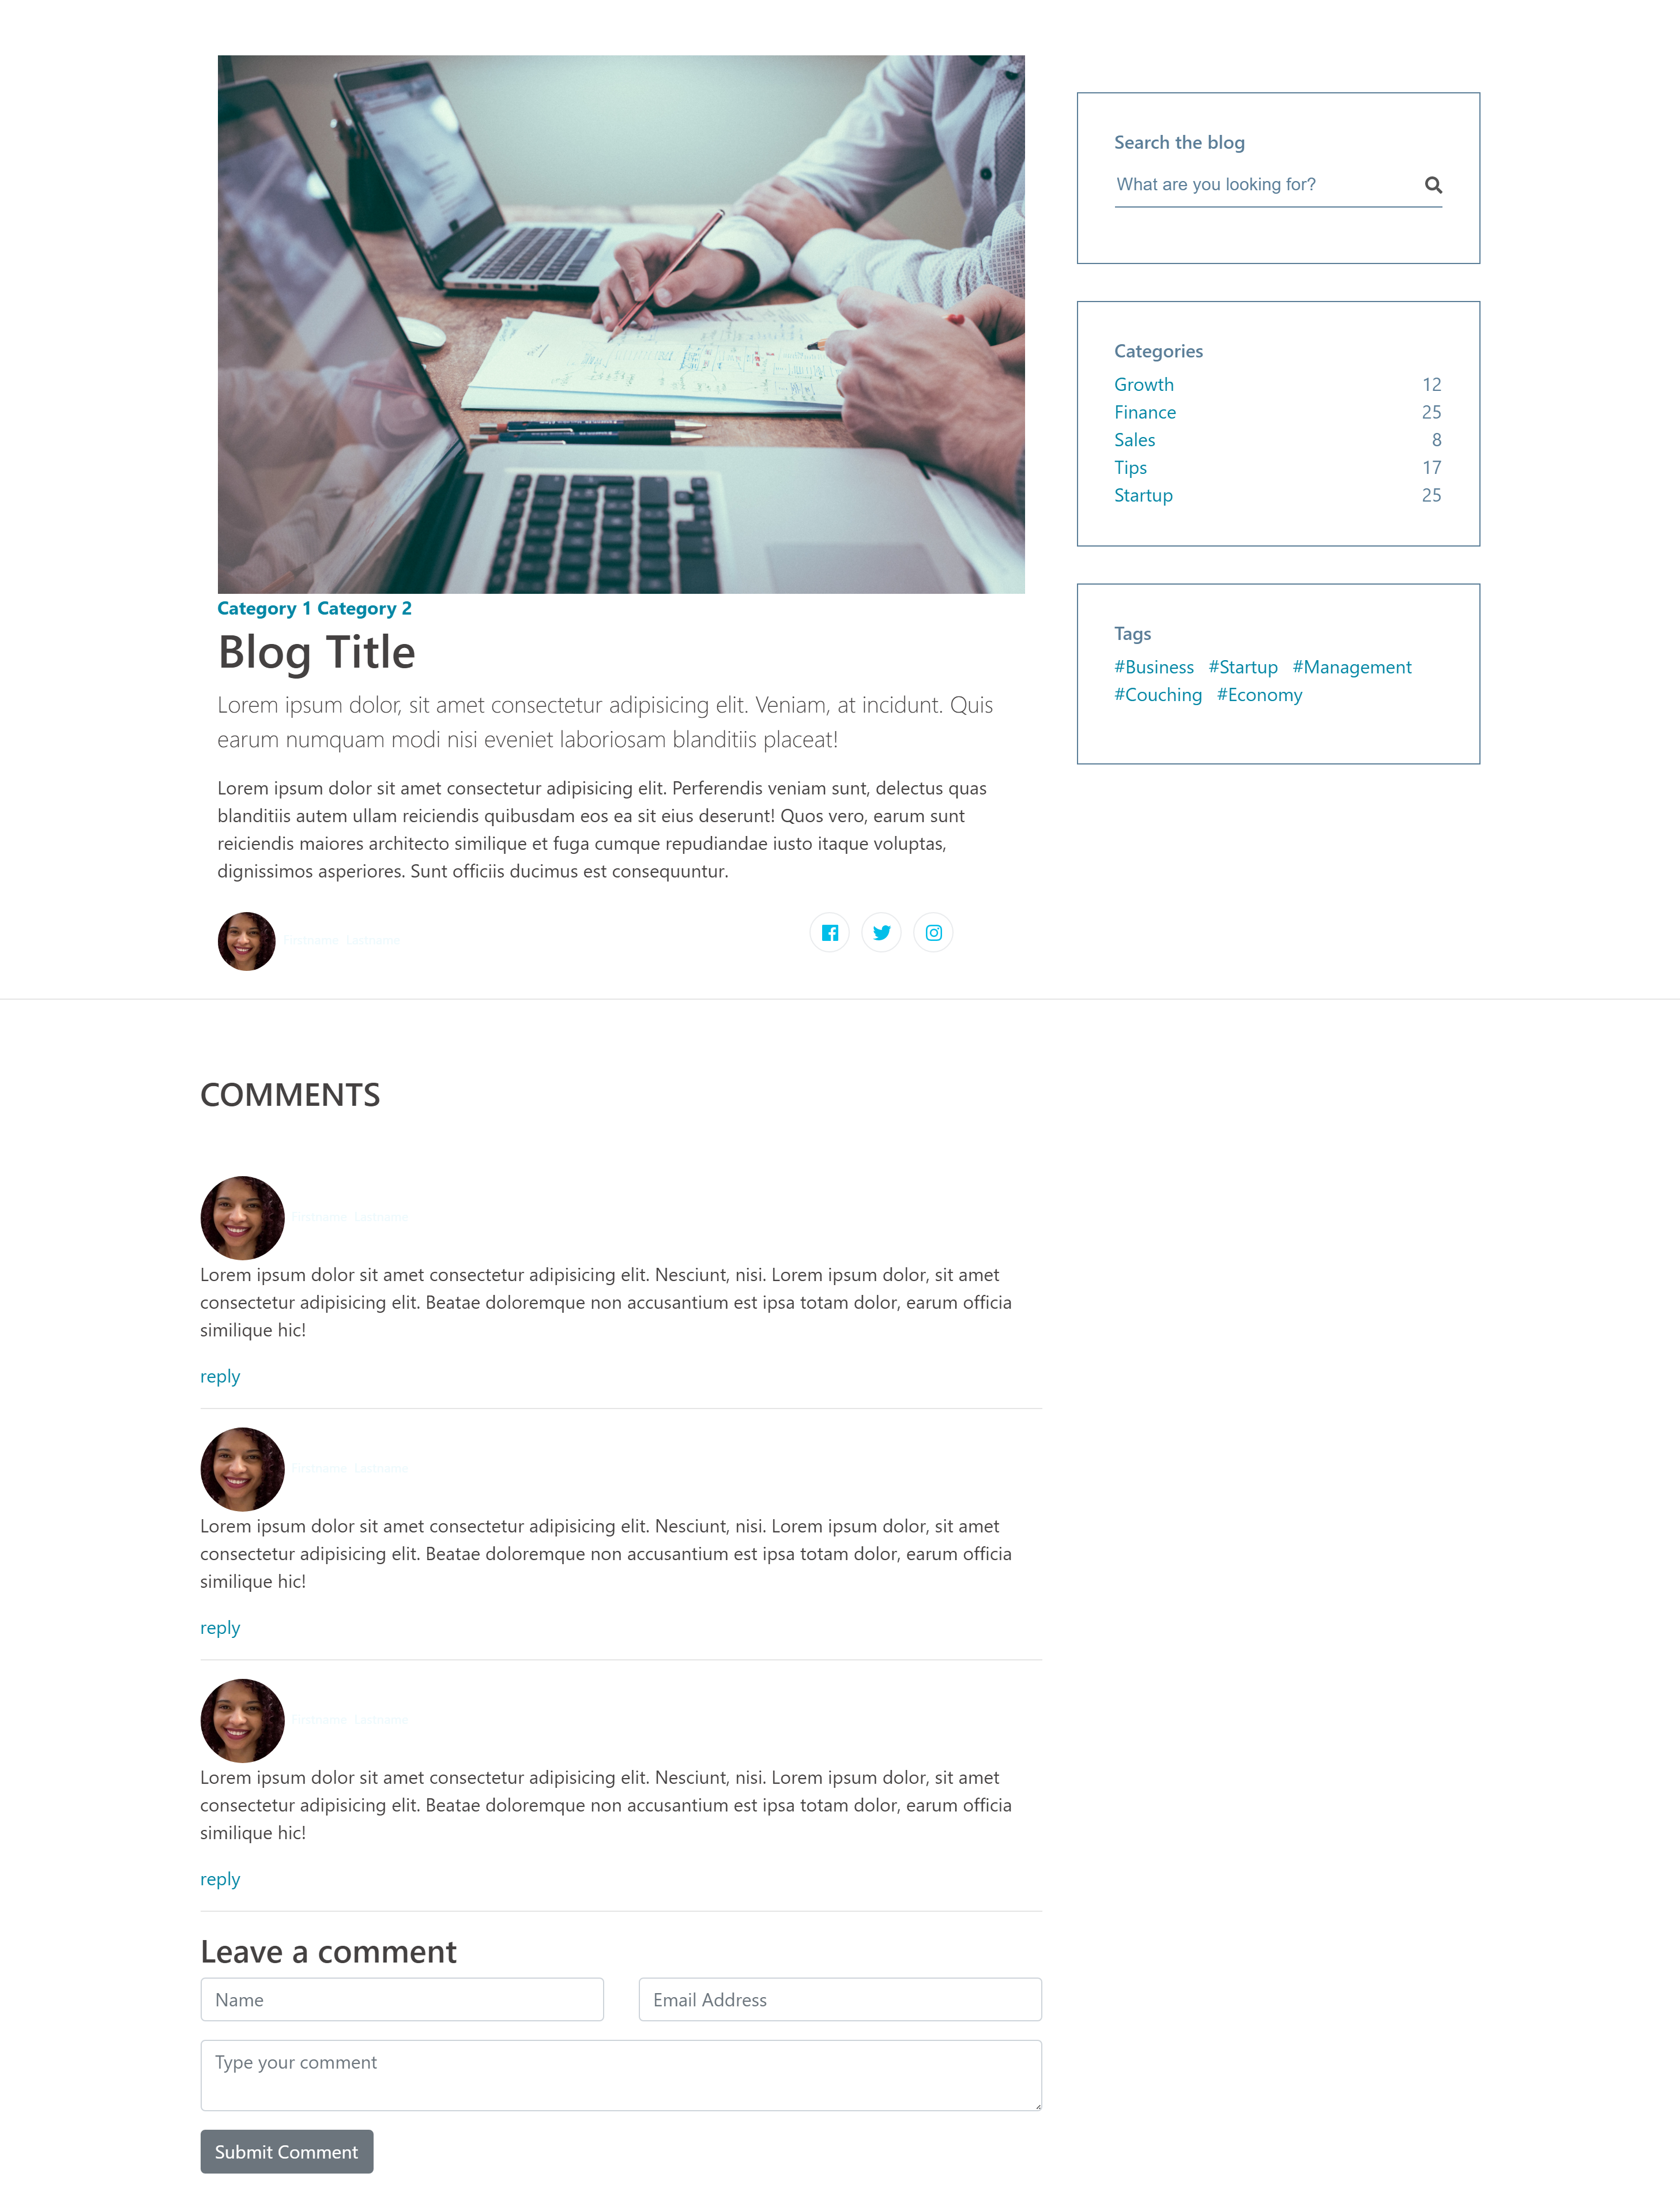 Category 1 Category 2
Blog Title
Lorem ipsum dolor, sit amet consectetur adipisicing elit. Veniam, at incidunt. Quis
earum numquam modi nisi eveniet laboriosam blanditiis placeat!
Lorem ipsum dolor sit amet consectetur adipisicing elit. Perferendis veniam sunt, delectus quas
blanditiis autem ullam reiciendis quibusdam eos ea sit eius deserunt! Quos vero, earum sunt
reiciendis maiores architecto similique et fuga cumque repudiandae iusto itaque voluptas,
dignissimos asperiores. Sunt officiis ducimus est consequuntur.
Firstname Lastname
Search the blog
What are you looking for?
Categories
Growth 12
Finance 25
Sales 8
Tips 17
Startup 25
Tags
#Business #Startup #Management
#Couching #Economy
COMMENTS
Firstname Lastname
Lorem ipsum dolor sit amet consectetur adipisicing elit. Nesciunt, nisi. Lorem ipsum dolor, sit amet
consectetur adipisicing elit. Beatae doloremque non accusantium est ipsa totam dolor, earum officia
similique hic!
reply
Firstname Lastname
Lorem ipsum dolor sit amet consectetur adipisicing elit. Nesciunt, nisi. Lorem ipsum dolor, sit amet
consectetur adipisicing elit. Beatae doloremque non accusantium est ipsa totam dolor, earum officia
similique hic!
reply
Firstname Lastname
Lorem ipsum dolor sit amet consectetur adipisicing elit. Nesciunt, nisi. Lorem ipsum dolor, sit amet
consectetur adipisicing elit. Beatae doloremque non accusantium est ipsa totam dolor, earum officia
similique hic!
reply
Leave a comment
Name Email Address
Type your comment
Submit Comment